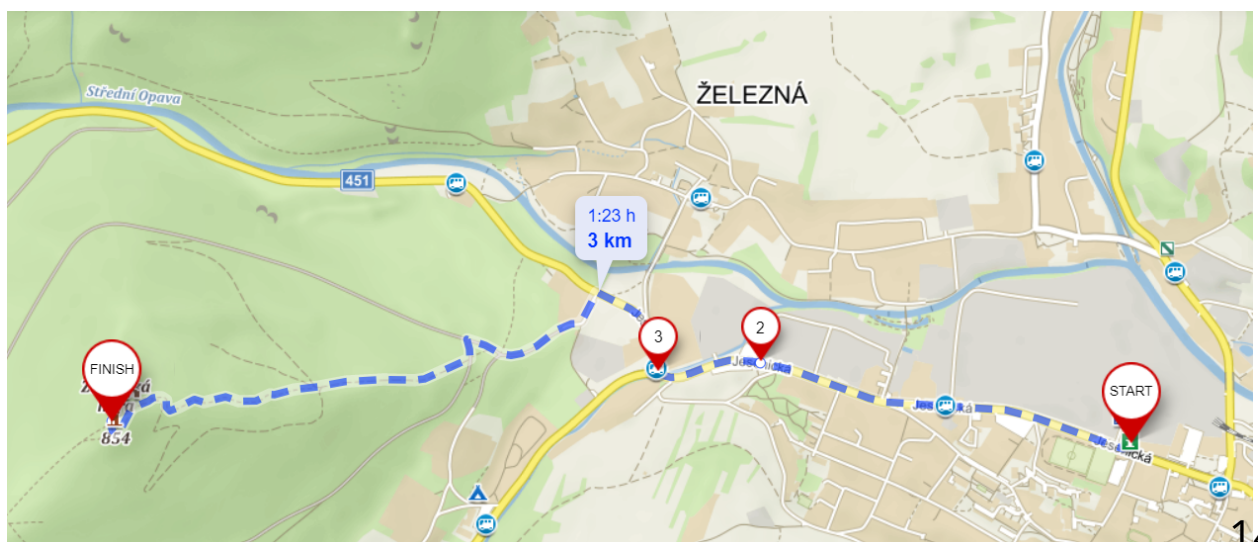 Střední Opava
ŽELEZNÁ
451
1:23 h
3 km
3
2
FINISH
START
854